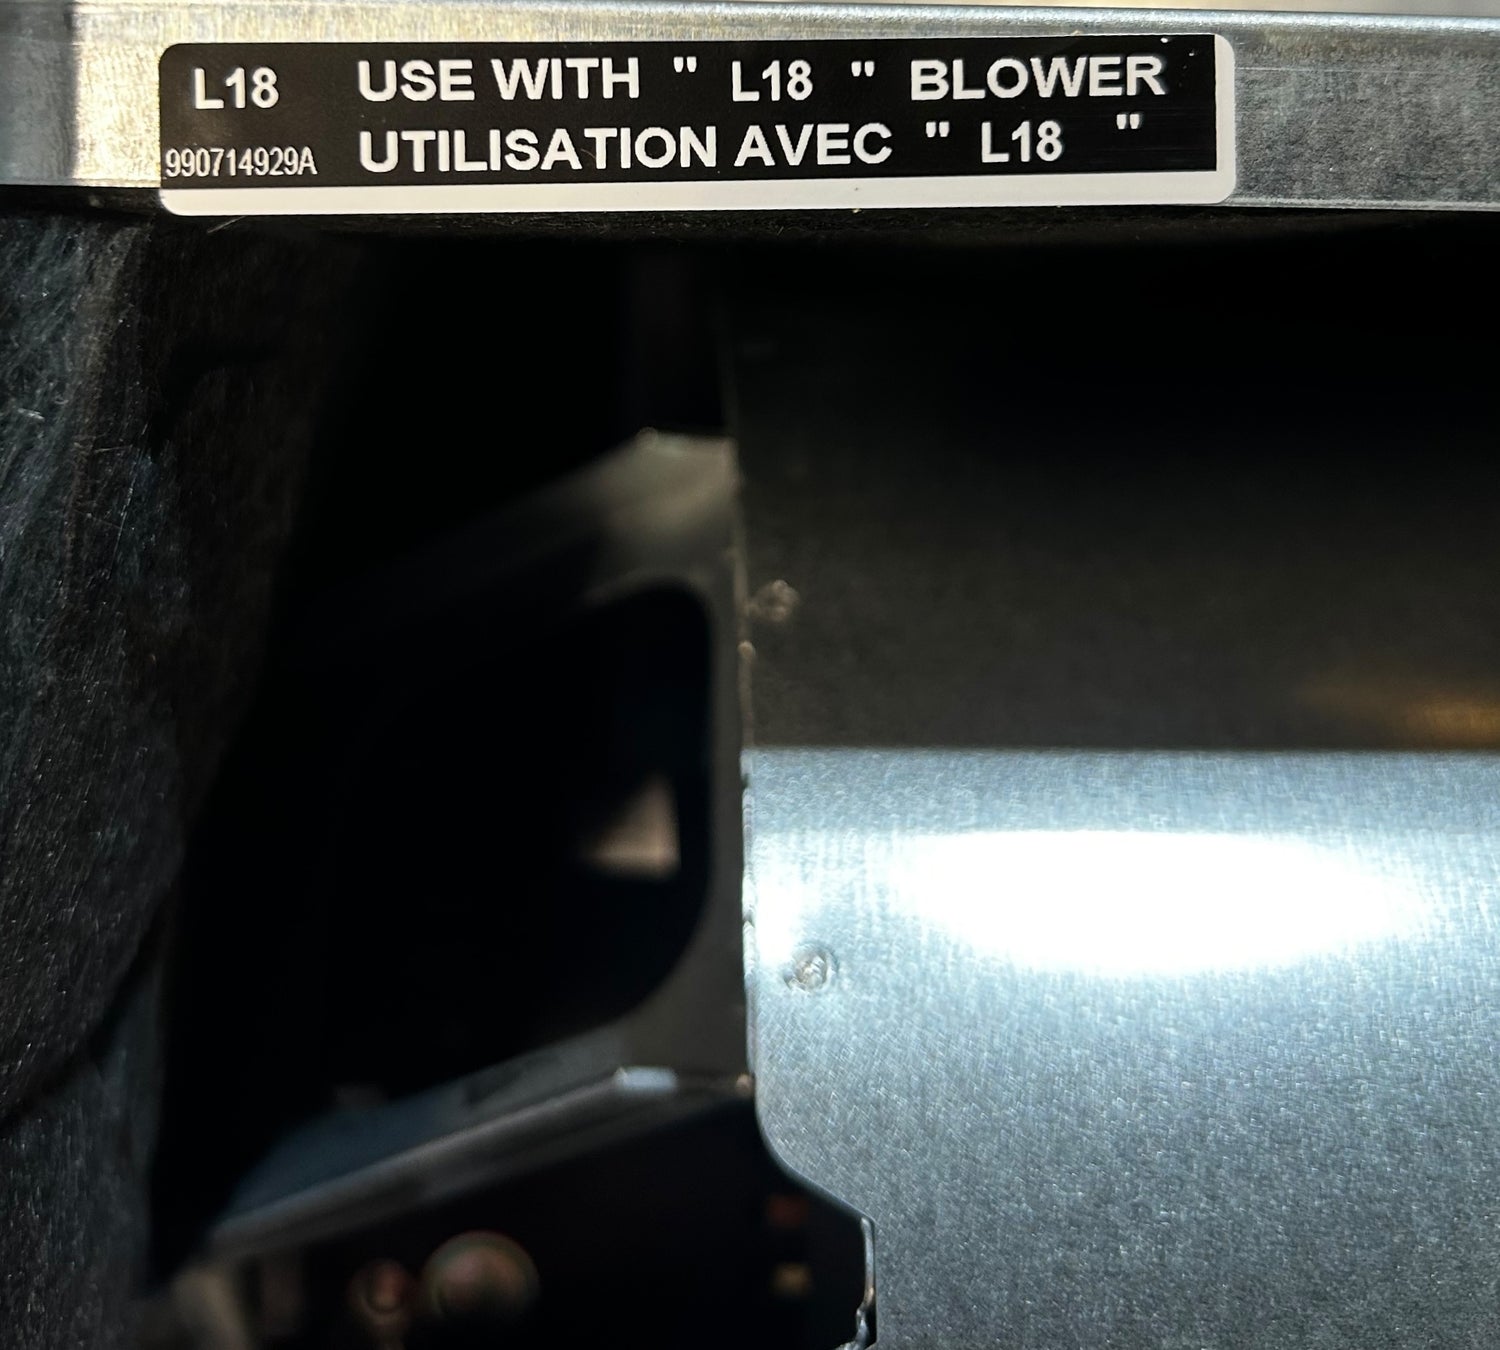 L18 USE WITH " L18 " BLOWER
990714929A UTILISATION AVEC " L18 "